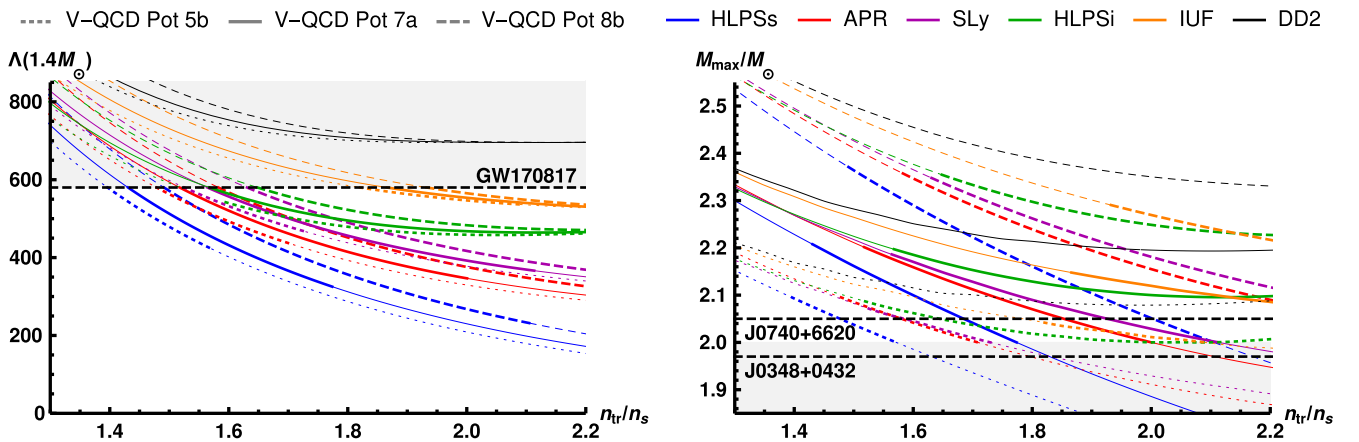 V-QCD Pot 5b V-QCD Pot 7a V-QCD Pot 8b HLPSs APR SLy HLPSi IUF DD2
Λ(1.4M⊙) Mmax/M⊙
800
600
400
200
0
GW170817
ntr/ns
1.4 1.6 1.8 2.0 2.2
2.5
2.4
2.3
2.2
2.1
2.0
1.9
J0740+6620
J0348+0432
ntr/ns
1.4 1.6 1.8 2.0 2.2